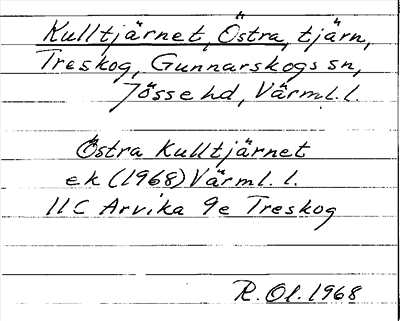 Kulltjärnet, Östra, tjärn,
Treskog, Gunnarskogs sn,
Jösse hd, Värml. l.
Östra Kulltjärnet
ek (1968) Värml. l.
11C Arvika 9e Treskog
R. Ol. 1968